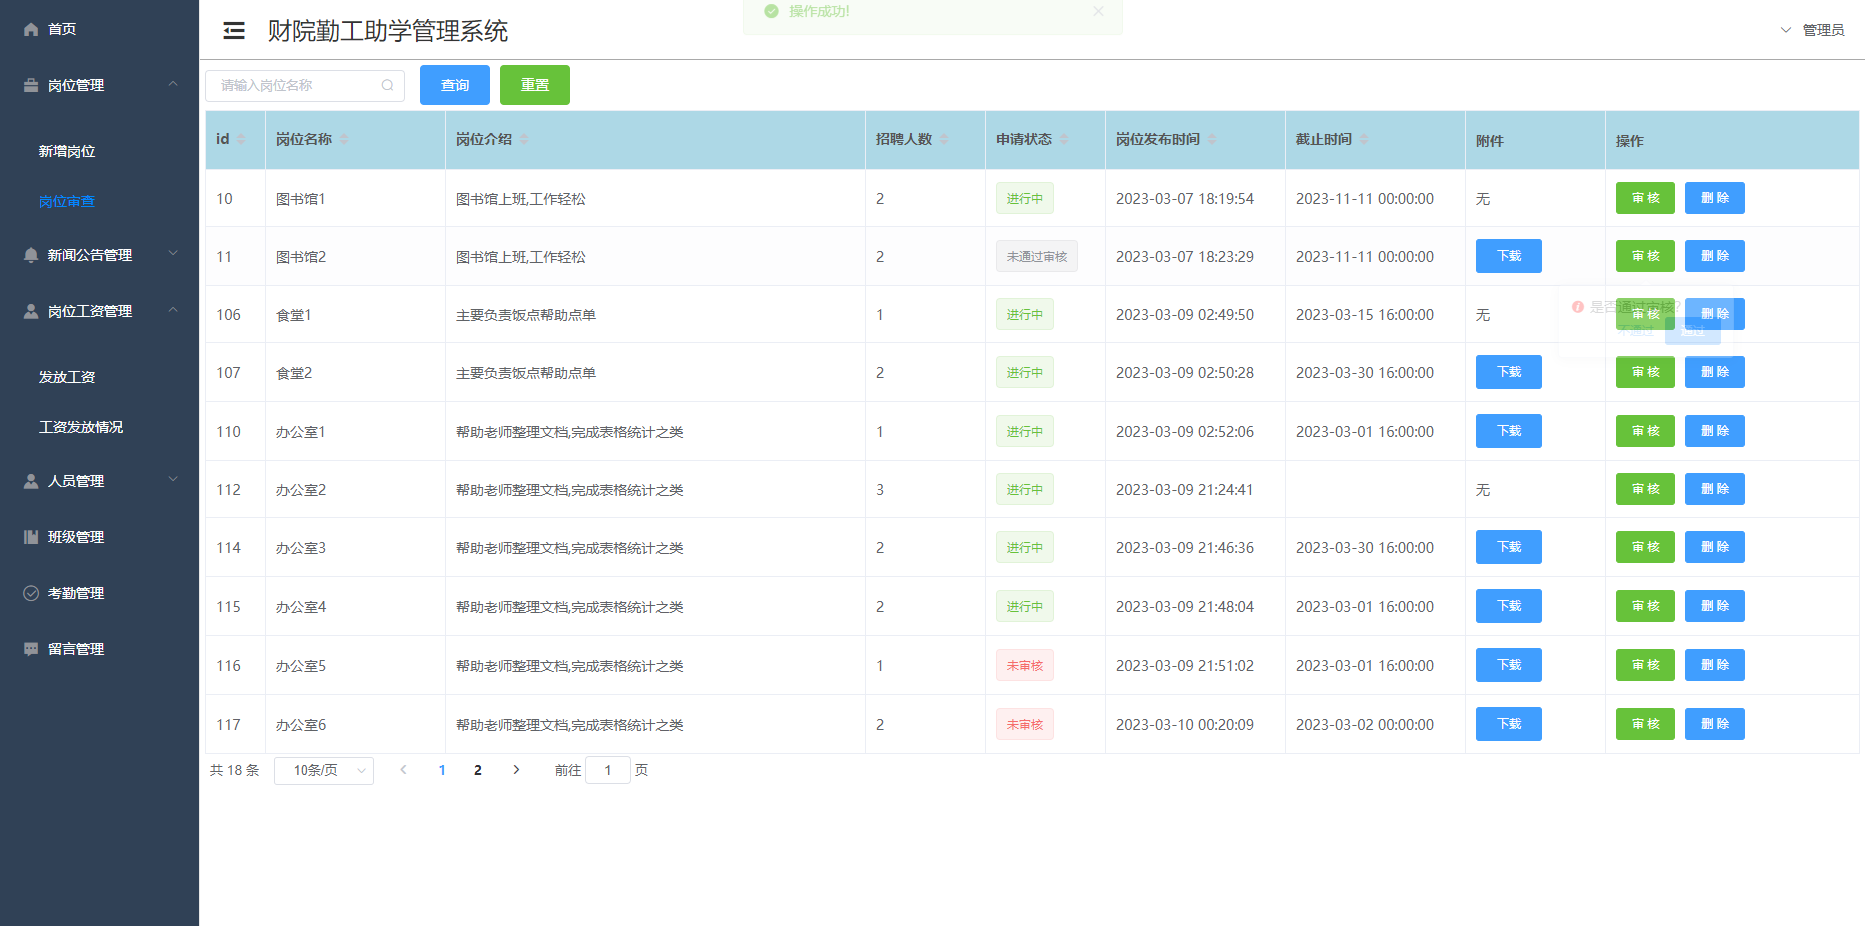 首页
岗位管理
新增岗位
岗位审查
新闻公告管理
岗位工资管理
发放工资
工资发放情况
人员管理
班级管理
考勤管理
留言管理
财院勤工助学管理系统
操作成功!
管理员
请输入岗位名称 查询 重置
id 岗位名称 岗位介绍 招聘人数 申请状态 岗位发布时间 截止时间 附件 操作
10 图书馆1 图书馆上班,工作轻松 2 进行中 2023-03-07 18:19:54 2023-11-11 00:00:00 无 审 核 删 除
11 图书馆2 图书馆上班,工作轻松 2 未通过审核 2023-03-07 18:23:29 2023-11-11 00:00:00 下载 审 核 删 除
106 食堂1 主要负责饭点帮助点单 1 进行中 2023-03-09 02:49:50 2023-03-15 16:00:00 无 审 核 删 除
是否通过审核?
不通过 通过
107 食堂2 主要负责饭点帮助点单 2 进行中 2023-03-09 02:50:28 2023-03-30 16:00:00 下载 审 核 删 除
110 办公室1 帮助老师整理文档,完成表格统计之类 1 进行中 2023-03-09 02:52:06 2023-03-01 16:00:00 下载 审 核 删 除
112 办公室2 帮助老师整理文档,完成表格统计之类 3 进行中 2023-03-09 21:24:41 无 审 核 删 除
114 办公室3 帮助老师整理文档,完成表格统计之类 2 进行中 2023-03-09 21:46:36 2023-03-30 16:00:00 下载 审 核 删 除
115 办公室4 帮助老师整理文档,完成表格统计之类 2 进行中 2023-03-09 21:48:04 2023-03-01 16:00:00 下载 审 核 删 除
116 办公室5 帮助老师整理文档,完成表格统计之类 1 未审核 2023-03-09 21:51:02 2023-03-01 16:00:00 下载 审 核 删 除
117 办公室6 帮助老师整理文档,完成表格统计之类 2 未审核 2023-03-10 00:20:09 2023-03-02 00:00:00 下载 审 核 删 除
共 18 条 10条/页 1 2 前往 1 页